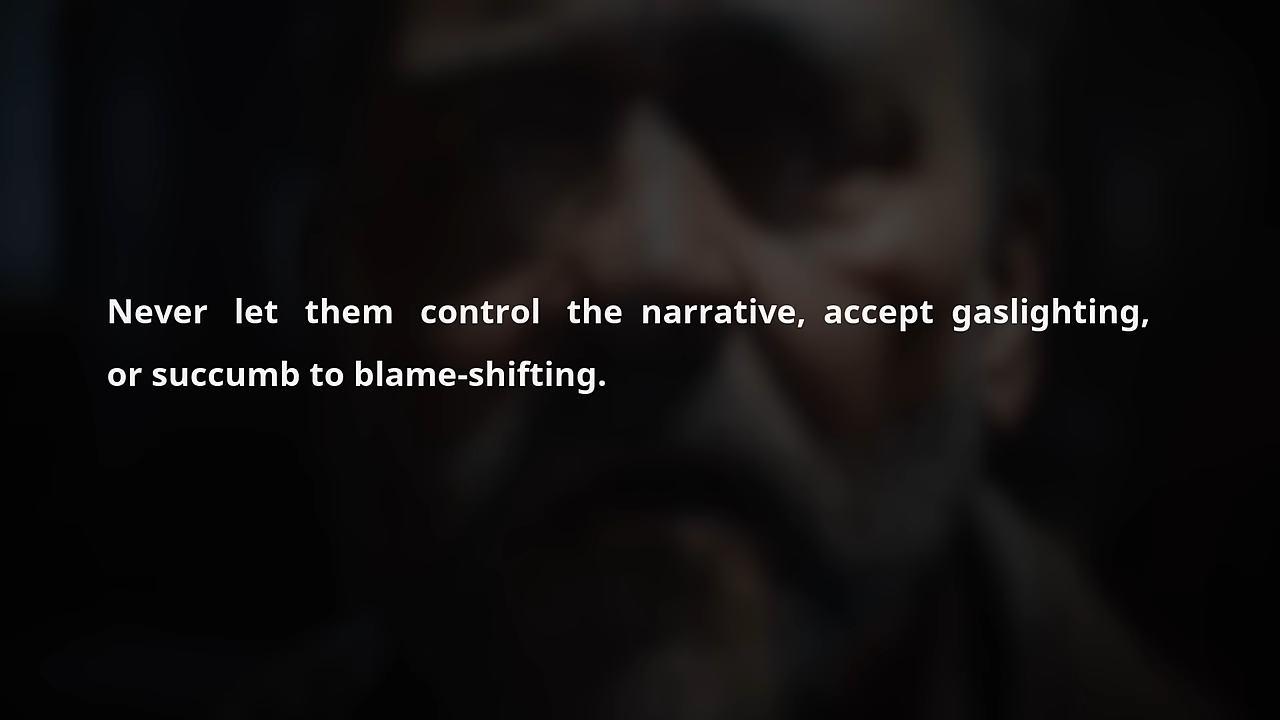 Never let them control the narrative, accept gaslighting,
or succumb to blame-shifting.